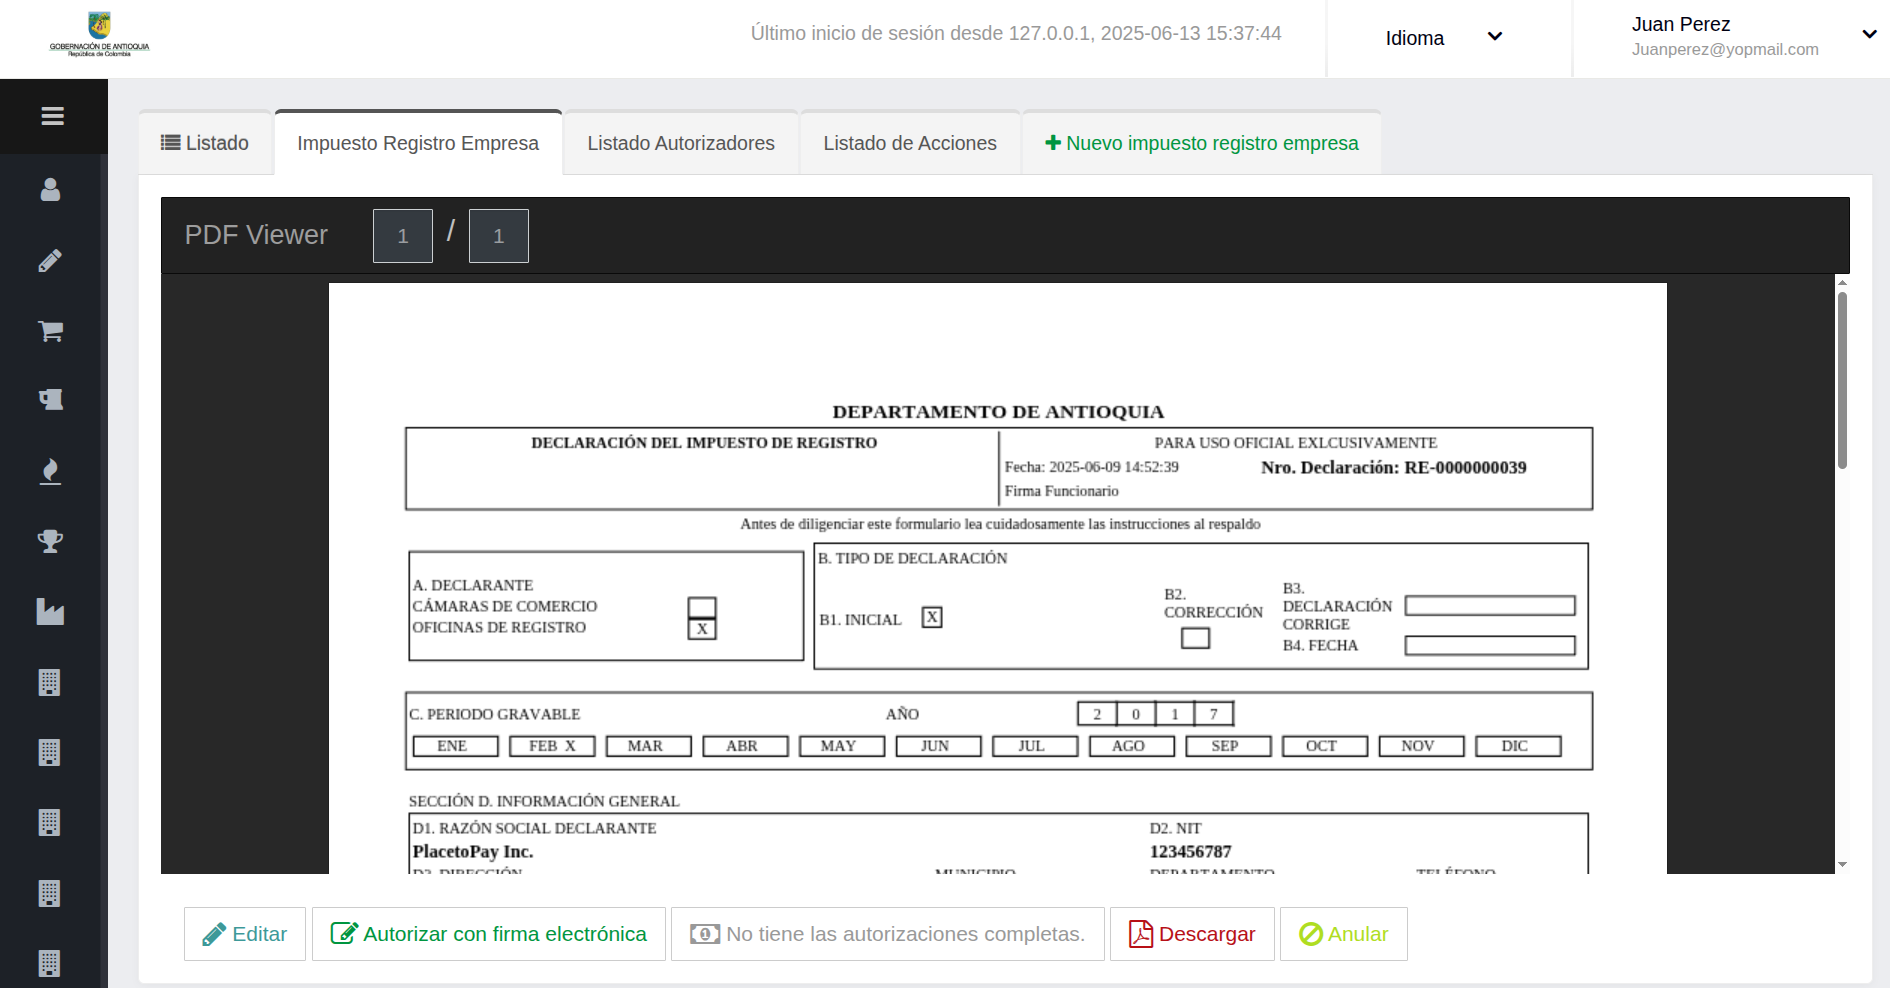 GOBERNACIÓN DE ANTIOQUIA
República de Colombia
Último inicio de sesión desde 127.0.0.1, 2025-06-13 15:37:44
Idioma
Juan Perez
Juanperez@yopmail.com
Listado
Impuesto Registro Empresa
Listado Autorizadores
Listado de Acciones
Nuevo impuesto registro empresa
PDF Viewer 1 / 1
DEPARTAMENTO DE ANTIOQUIA
DECLARACIÓN DEL IMPUESTO DE REGISTRO
PARA USO OFICIAL EXLCUSIVAMENTE
Fecha: 2025-06-09 14:52:39 Nro. Declaración: RE-0000000039
Firma Funcionario
Antes de diligenciar este formulario lea cuidadosamente las instrucciones al respaldo
A. DECLARANTE
CÁMARAS DE COMERCIO
OFICINAS DE REGISTRO X
B. TIPO DE DECLARACIÓN
B1. INICIAL X
B2.
CORRECCIÓN
B3.
DECLARACIÓN
CORRIGE
B4. FECHA
C. PERIODO GRAVABLE AÑO 2 0 1 7
ENE FEB X MAR ABR MAY JUN JUL AGO SEP OCT NOV DIC
SECCIÓN D. INFORMACIÓN GENERAL
D1. RAZÓN SOCIAL DECLARANTE D2. NIT
PlacetoPay Inc. 123456787
D3. DIRECCIÓN MUNICIPIO DEPARTAMENTO TELÉFONO
Editar
Autorizar con firma electrónica
No tiene las autorizaciones completas.
Descargar
Anular